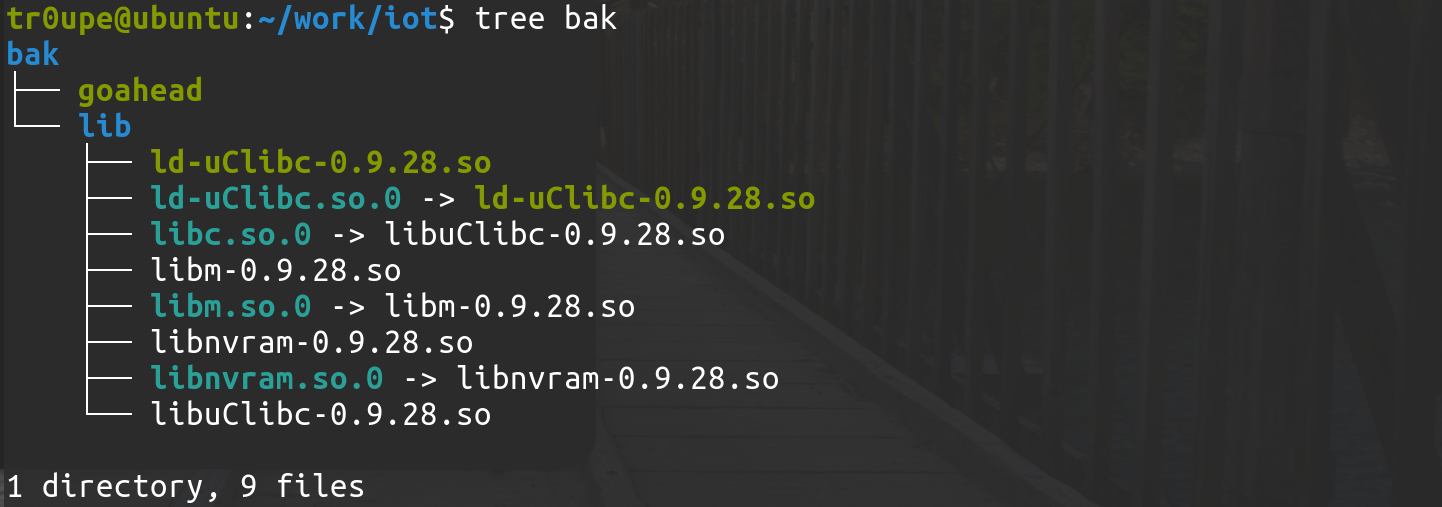 tr0upe@ubuntu:~/work/iot$ tree bak
bak
├── goahead
└── lib
    ├── ld-uClibc-0.9.28.so
    ├── ld-uClibc.so.0 -> ld-uClibc-0.9.28.so
    ├── libc.so.0 -> libuClibc-0.9.28.so
    ├── libm-0.9.28.so
    ├── libm.so.0 -> libm-0.9.28.so
    ├── libnvram-0.9.28.so
    ├── libnvram.so.0 -> libnvram-0.9.28.so
    └── libuClibc-0.9.28.so
1 directory, 9 files